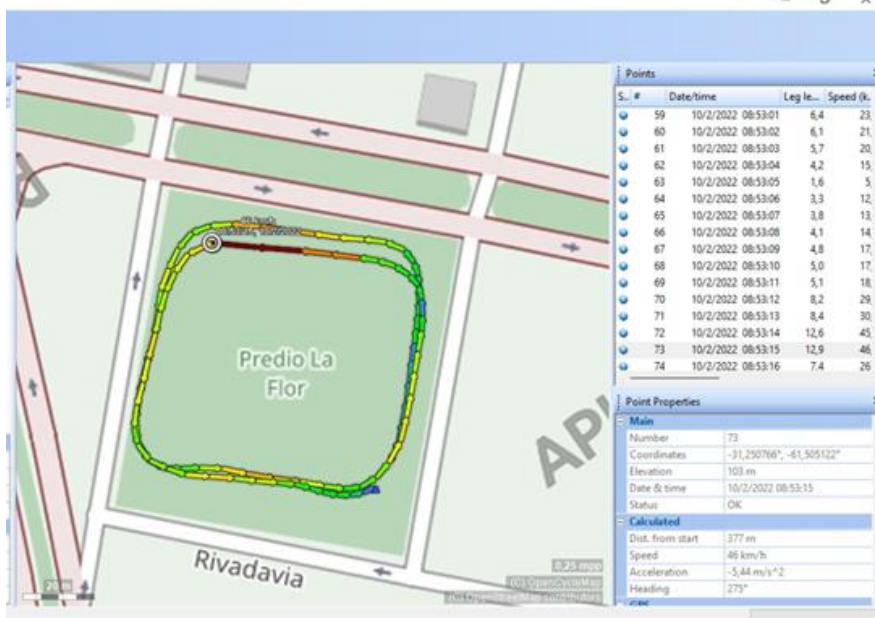 Points
S.. # Date/time Leg le... Speed (k.
59 10/2/2022 08:53:01 6,4 23,
60 10/2/2022 08:53:02 6,1 21,
61 10/2/2022 08:53:03 5,7 20,
62 10/2/2022 08:53:04 4,2 15,
63 10/2/2022 08:53:05 1,6 5,
64 10/2/2022 08:53:06 3,3 12,
65 10/2/2022 08:53:07 3,8 13,
66 10/2/2022 08:53:08 4,1 14,
67 10/2/2022 08:53:09 4,8 17,
68 10/2/2022 08:53:10 5,0 17,
69 10/2/2022 08:53:11 5,1 18,
70 10/2/2022 08:53:12 8,2 29,
71 10/2/2022 08:53:13 8,4 30,
72 10/2/2022 08:53:14 12,6 45,
73 10/2/2022 08:53:15 12,9 46,
74 10/2/2022 08:53:16 7,4 26
46 km/h
Predio La
Flor
API
Rivadavia
20 m
0,25 mpp
(C) OpenCycleMap
(C) OpenStreetMap contributors
Point Properties
Main
Number 73
Coordinates -31,250766°, -61,505122°
Elevation 103 m
Date & time 10/2/2022 08:53:15
Status OK
Calculated
Dist. from start 377 m
Speed 46 km/h
Acceleration -5,44 m/s^2
Heading 275°
GPS